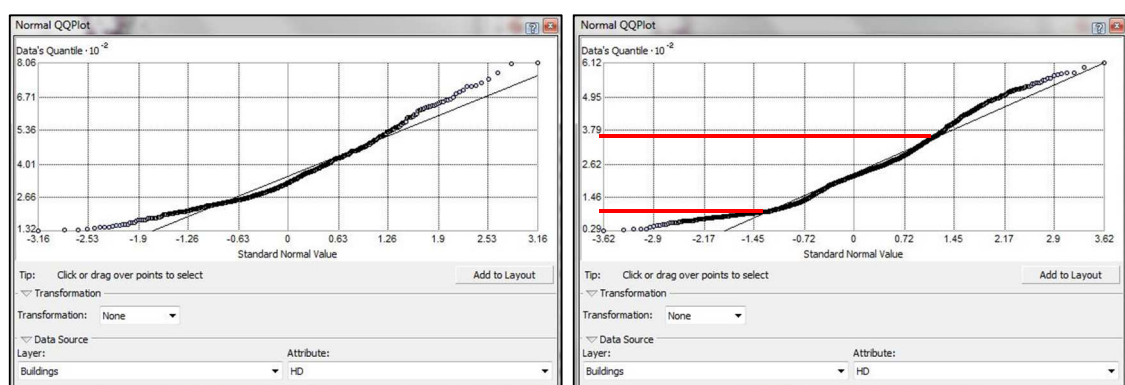 Normal QQPlot
Data's Quantile · 10 -2
8.06
6.71
5.36
4.01
2.66
1.32
-3.16 -2.53 -1.9 -1.26 -0.63 0 0.63 1.26 1.9 2.53 3.16
Standard Normal Value
Tip: Click or drag over points to select Add to Layout
Transformation
Transformation: None
Data Source
Layer: Attribute:
Buildings HD
Normal QQPlot
Data's Quantile · 10 -2
6.12
4.95
3.79
2.62
1.46
0.29
-3.62 -2.9 -2.17 -1.45 -0.72 0 0.72 1.45 2.17 2.9 3.62
Standard Normal Value
Tip: Click or drag over points to select Add to Layout
Transformation
Transformation: None
Data Source
Layer: Attribute:
Buildings HD